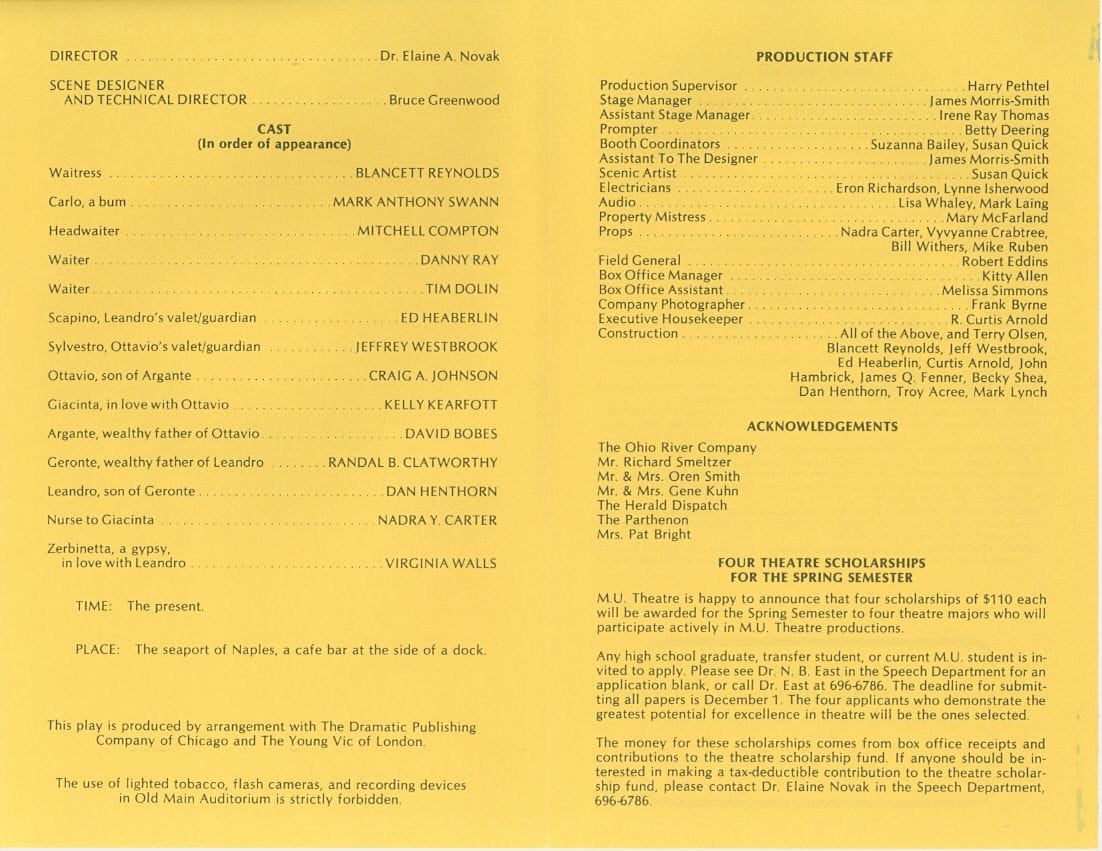 DIRECTOR ................................... Dr. Elaine A. Novak
SCENE DESIGNER
AND TECHNICAL DIRECTOR .................. Bruce Greenwood
CAST
(In order of appearance)
Waitress ................................. BLANCETT REYNOLDS
Carlo, a bum ........................... MARK ANTHONY SWANN
Headwaiter ............................... MITCHELL COMPTON
Waiter ........................................... DANNY RAY
Waiter ............................................ TIM DOLIN
Scapino, Leandro's valet/guardian .................. ED HEABERLIN
Sylvestro, Ottavio's valet/guardian ........... JEFFREY WESTBROOK
Ottavio, son of Argante ....................... CRAIG A. JOHNSON
Giacinta, in love with Ottavio .................... KELLY KEARFOTT
Argante, wealthy father of Ottavio .................. DAVID BOBES
Geronte, wealthy father of Leandro ........ RANDAL B. CLATWORTHY
Leandro, son of Geronte .......................... DAN HENTHORN
Nurse to Giacinta ............................. NADRA Y. CARTER
Zerbinetta, a gypsy,
in love with Leandro .......................... VIRGINIA WALLS
TIME: The present.
PLACE: The seaport of Naples, a cafe bar at the side of a dock.
This play is produced by arrangement with The Dramatic Publishing
Company of Chicago and The Young Vic of London.
The use of lighted tobacco, flash cameras, and recording devices
in Old Main Auditorium is strictly forbidden.
PRODUCTION STAFF
Production Supervisor .............................. Harry Pethtel
Stage Manager ................................ James Morris-Smith
Assistant Stage Manager .......................... Irene Ray Thomas
Prompter .......................................... Betty Deering
Booth Coordinators .................. Suzanna Bailey, Susan Quick
Assistant To The Designer ..................... James Morris-Smith
Scenic Artist ...................................... Susan Quick
Electricians .................... Eron Richardson, Lynne Isherwood
Audio ................................. Lisa Whaley, Mark Laing
Property Mistress ................................ Mary McFarland
Props ............................ Nadra Carter, Vyvyanne Crabtree,
Bill Withers, Mike Ruben
Field General .................................... Robert Eddins
Box Office Manager .................................. Kitty Allen
Box Office Assistant ............................ Melissa Simmons
Company Photographer ............................... Frank Byrne
Executive Housekeeper ........................... R. Curtis Arnold
Construction ...................... All of the Above, and Terry Olsen,
Blancett Reynolds, Jeff Westbrook,
Ed Heaberlin, Curtis Arnold, John
Hambrick, James Q. Fenner, Becky Shea,
Dan Henthorn, Troy Acree, Mark Lynch
ACKNOWLEDGEMENTS
The Ohio River Company
Mr. Richard Smeltzer
Mr. & Mrs. Oren Smith
Mr. & Mrs. Gene Kuhn
The Herald Dispatch
The Parthenon
Mrs. Pat Bright
FOUR THEATRE SCHOLARSHIPS
FOR THE SPRING SEMESTER
M.U. Theatre is happy to announce that four scholarships of $110 each
will be awarded for the Spring Semester to four theatre majors who will
participate actively in M.U. Theatre productions.
Any high school graduate, transfer student, or current M.U. student is in-
vited to apply. Please see Dr. N. B. East in the Speech Department for an
application blank, or call Dr. East at 696-6786. The deadline for submit-
ting all papers is December 1. The four applicants who demonstrate the
greatest potential for excellence in theatre will be the ones selected.
The money for these scholarships comes from box office receipts and
contributions to the theatre scholarship fund. If anyone should be in-
terested in making a tax-deductible contribution to the theatre scholar-
ship fund, please contact Dr. Elaine Novak in the Speech Department,
696-6786.